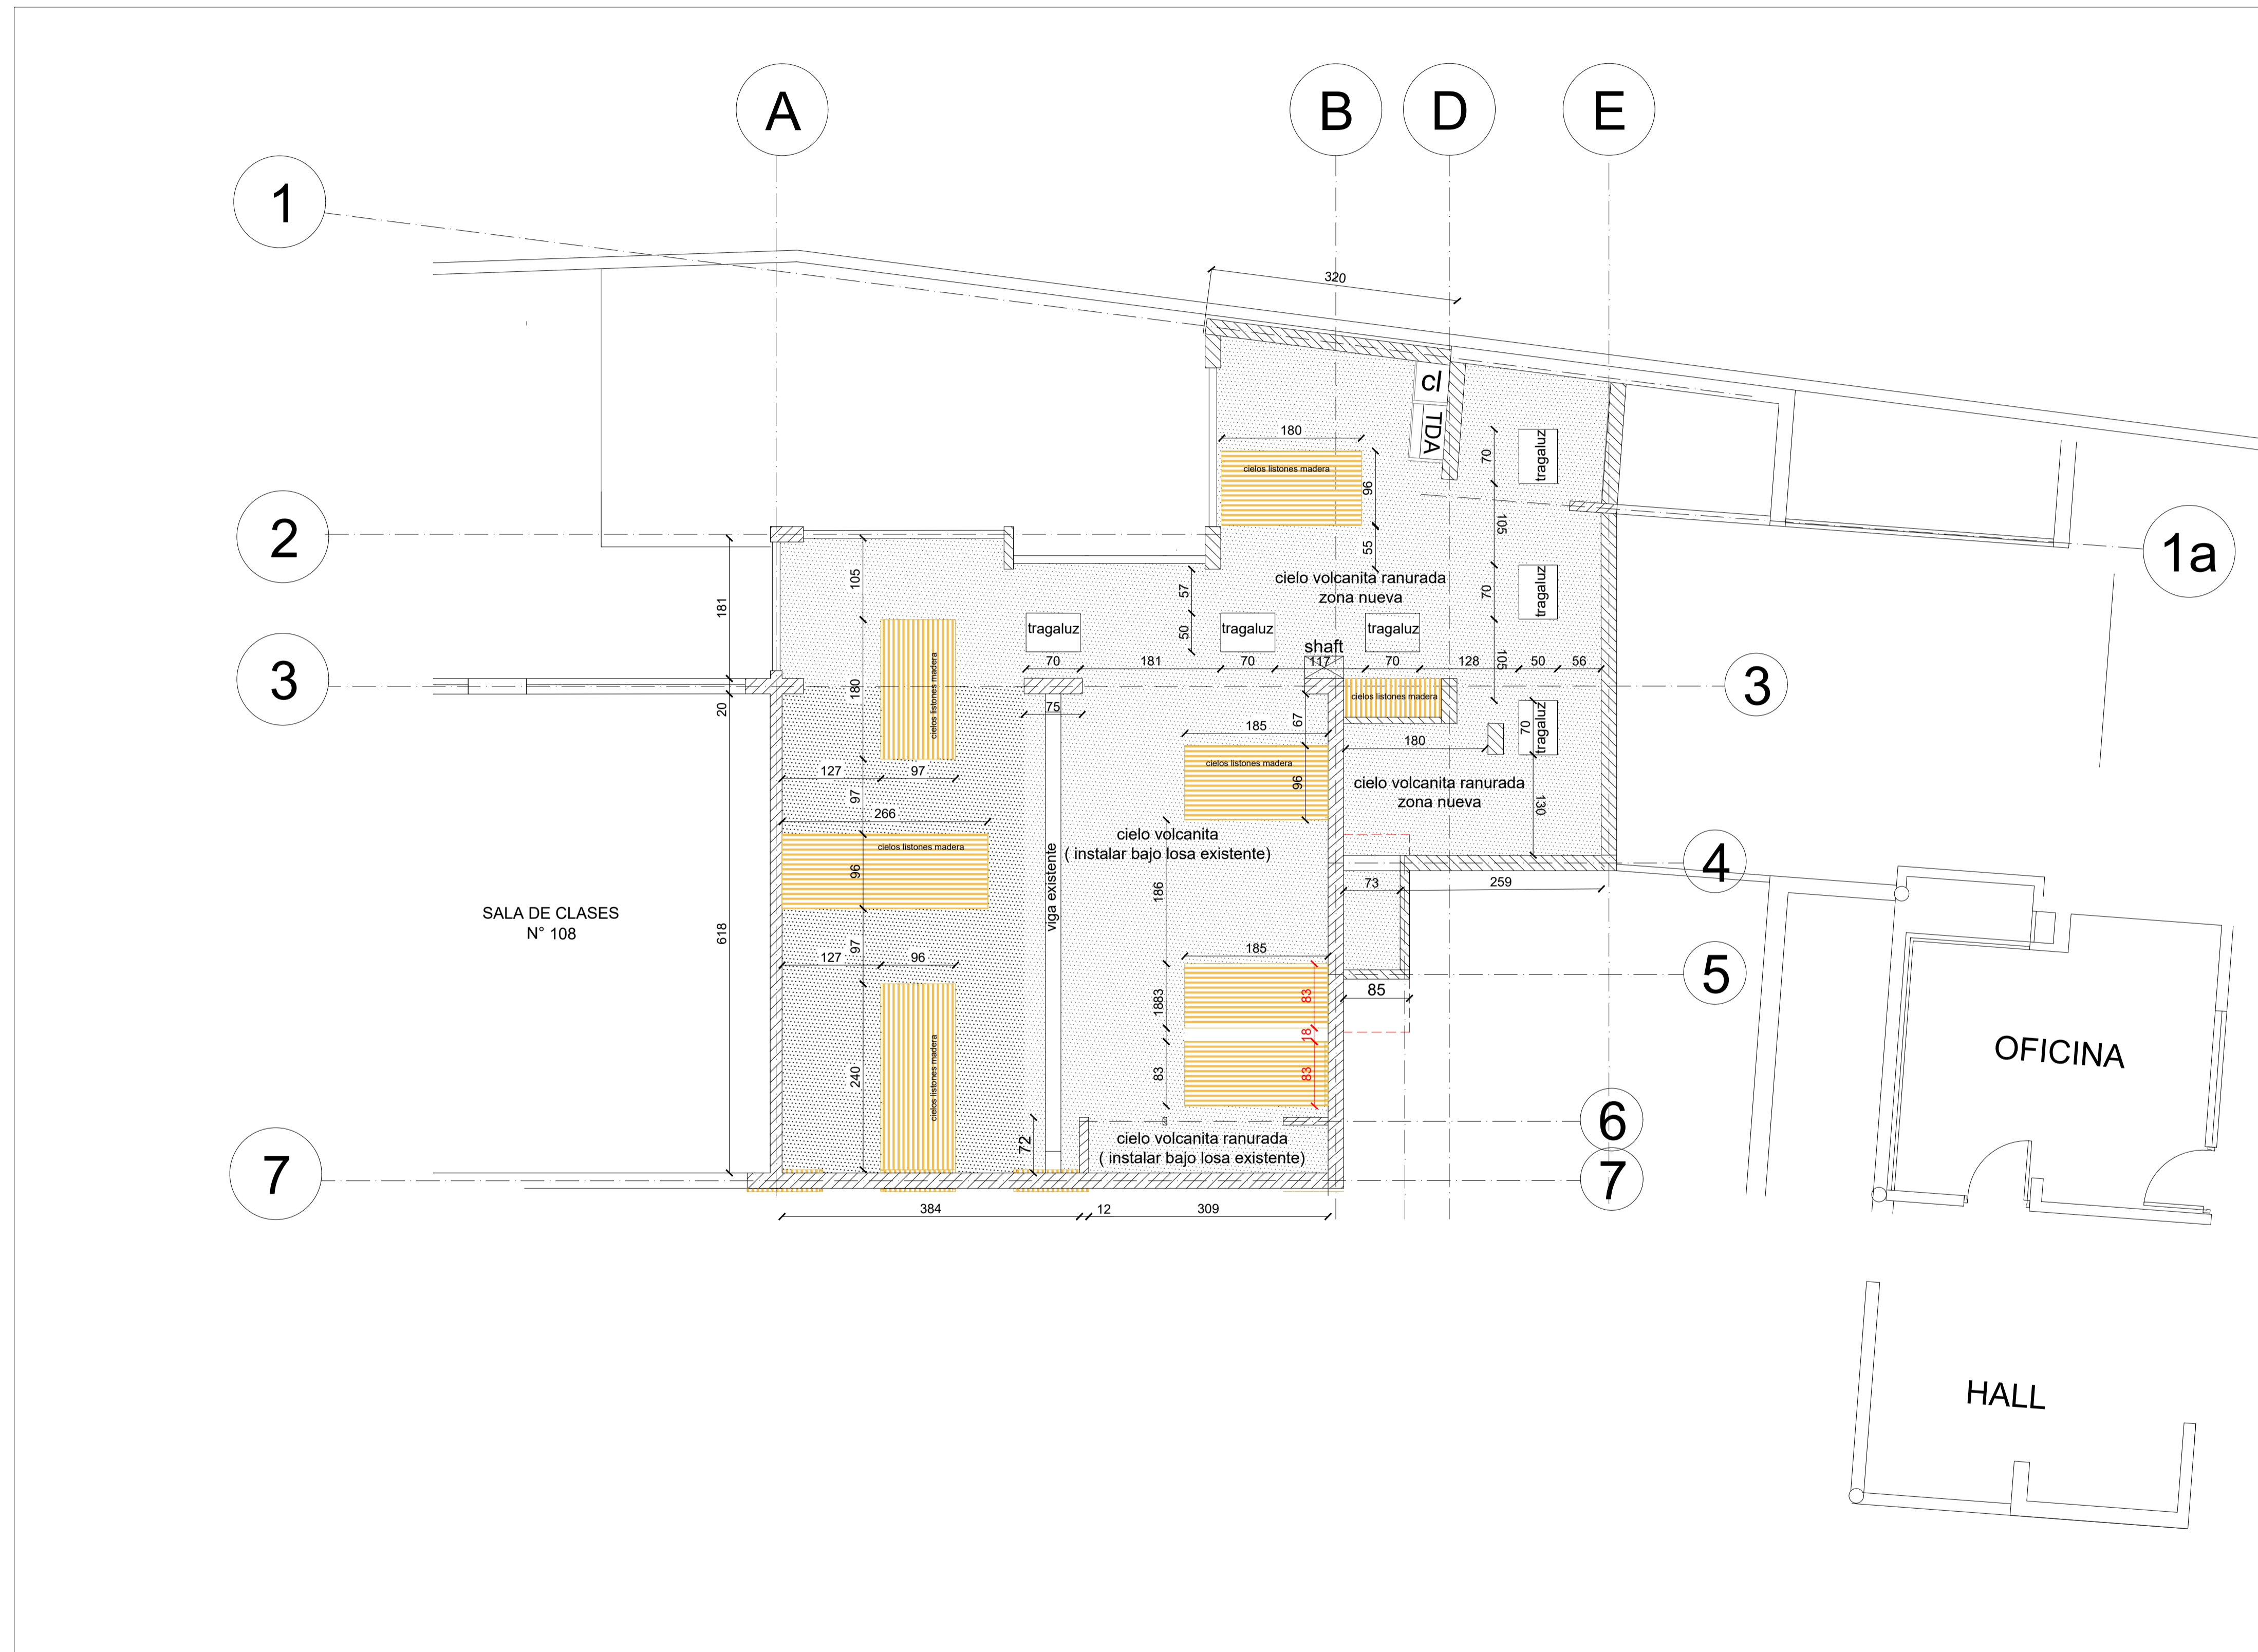 A
B
D
E
1
320
cl
TDA
180
cielos listones madera
96
70
tragaluz
2
105
55
1a
181
105
57
cielo volcanita ranurada
zona nueva
70
tragaluz
50
tragaluz
tragaluz
tragaluz
shaft
3
70
181
70
117
70
128
105
50
56
3
20
180
cielos listones madera
75
67
cielos listones madera
70
tragaluz
185
180
127
97
cielos listones madera
96
cielo volcanita ranurada
zona nueva
130
97
266
cielo volcanita
( instalar bajo losa existente)
cielos listones madera
96
viga existente
4
186
73
259
SALA DE CLASES
N° 108
618
97
127
96
185
5
1883
83
85
18
240
cielos listones madera
83
83
OFICINA
72
6
cielo volcanita ranurada
( instalar bajo losa existente)
7
7
384
12
309
HALL